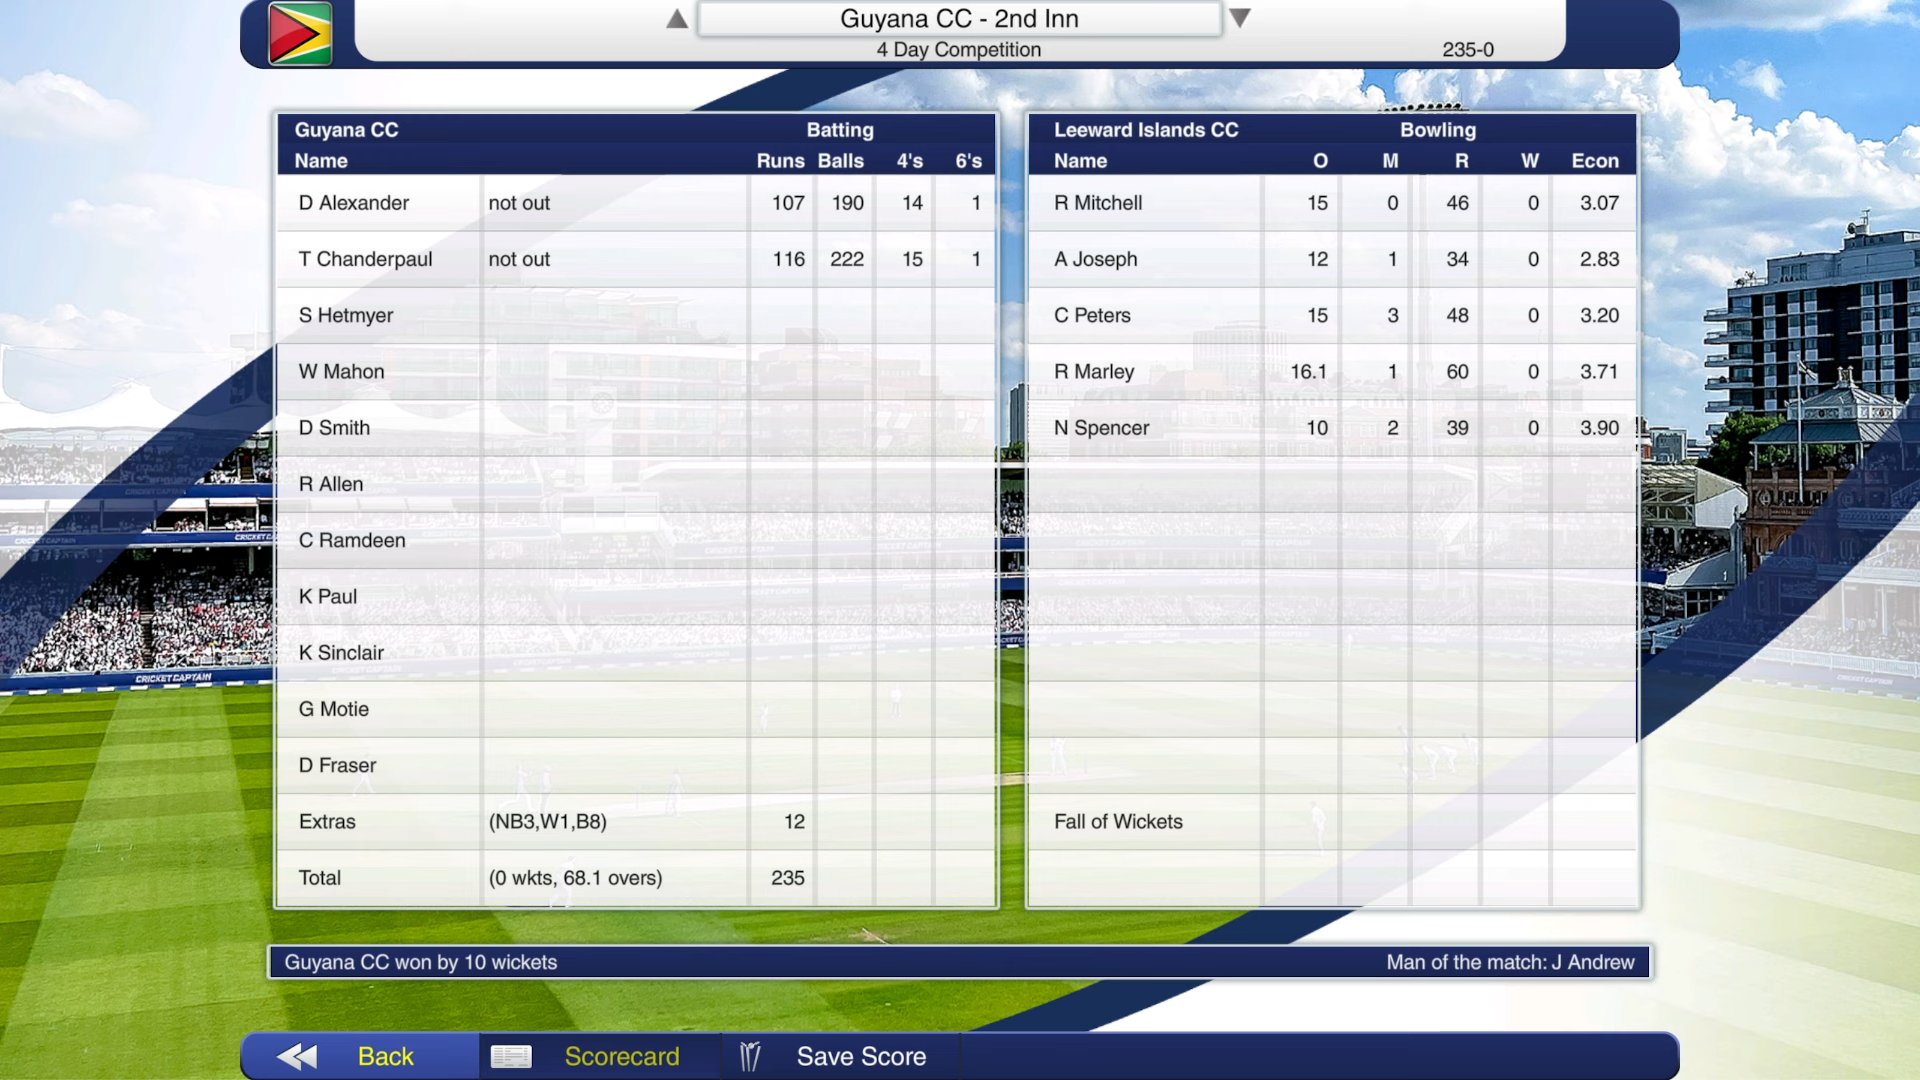 Guyana CC - 2nd Inn
4 Day Competition
235-0
Guyana CC Batting
Name Runs Balls 4's 6's
D Alexander not out 107 190 14 1
T Chanderpaul not out 116 222 15 1
S Hetmyer
W Mahon
D Smith
R Allen
C Ramdeen
K Paul
K Sinclair
G Motie
D Fraser
Extras (NB3,W1,B8) 12
Total (0 wkts, 68.1 overs) 235
Leeward Islands CC Bowling
Name O M R W Econ
R Mitchell 15 0 46 0 3.07
A Joseph 12 1 34 0 2.83
C Peters 15 3 48 0 3.20
R Marley 16.1 1 60 0 3.71
N Spencer 10 2 39 0 3.90
Fall of Wickets
CRICKET CAPTAIN
Guyana CC won by 10 wickets
Man of the match: J Andrew
Back
Scorecard
Save Score